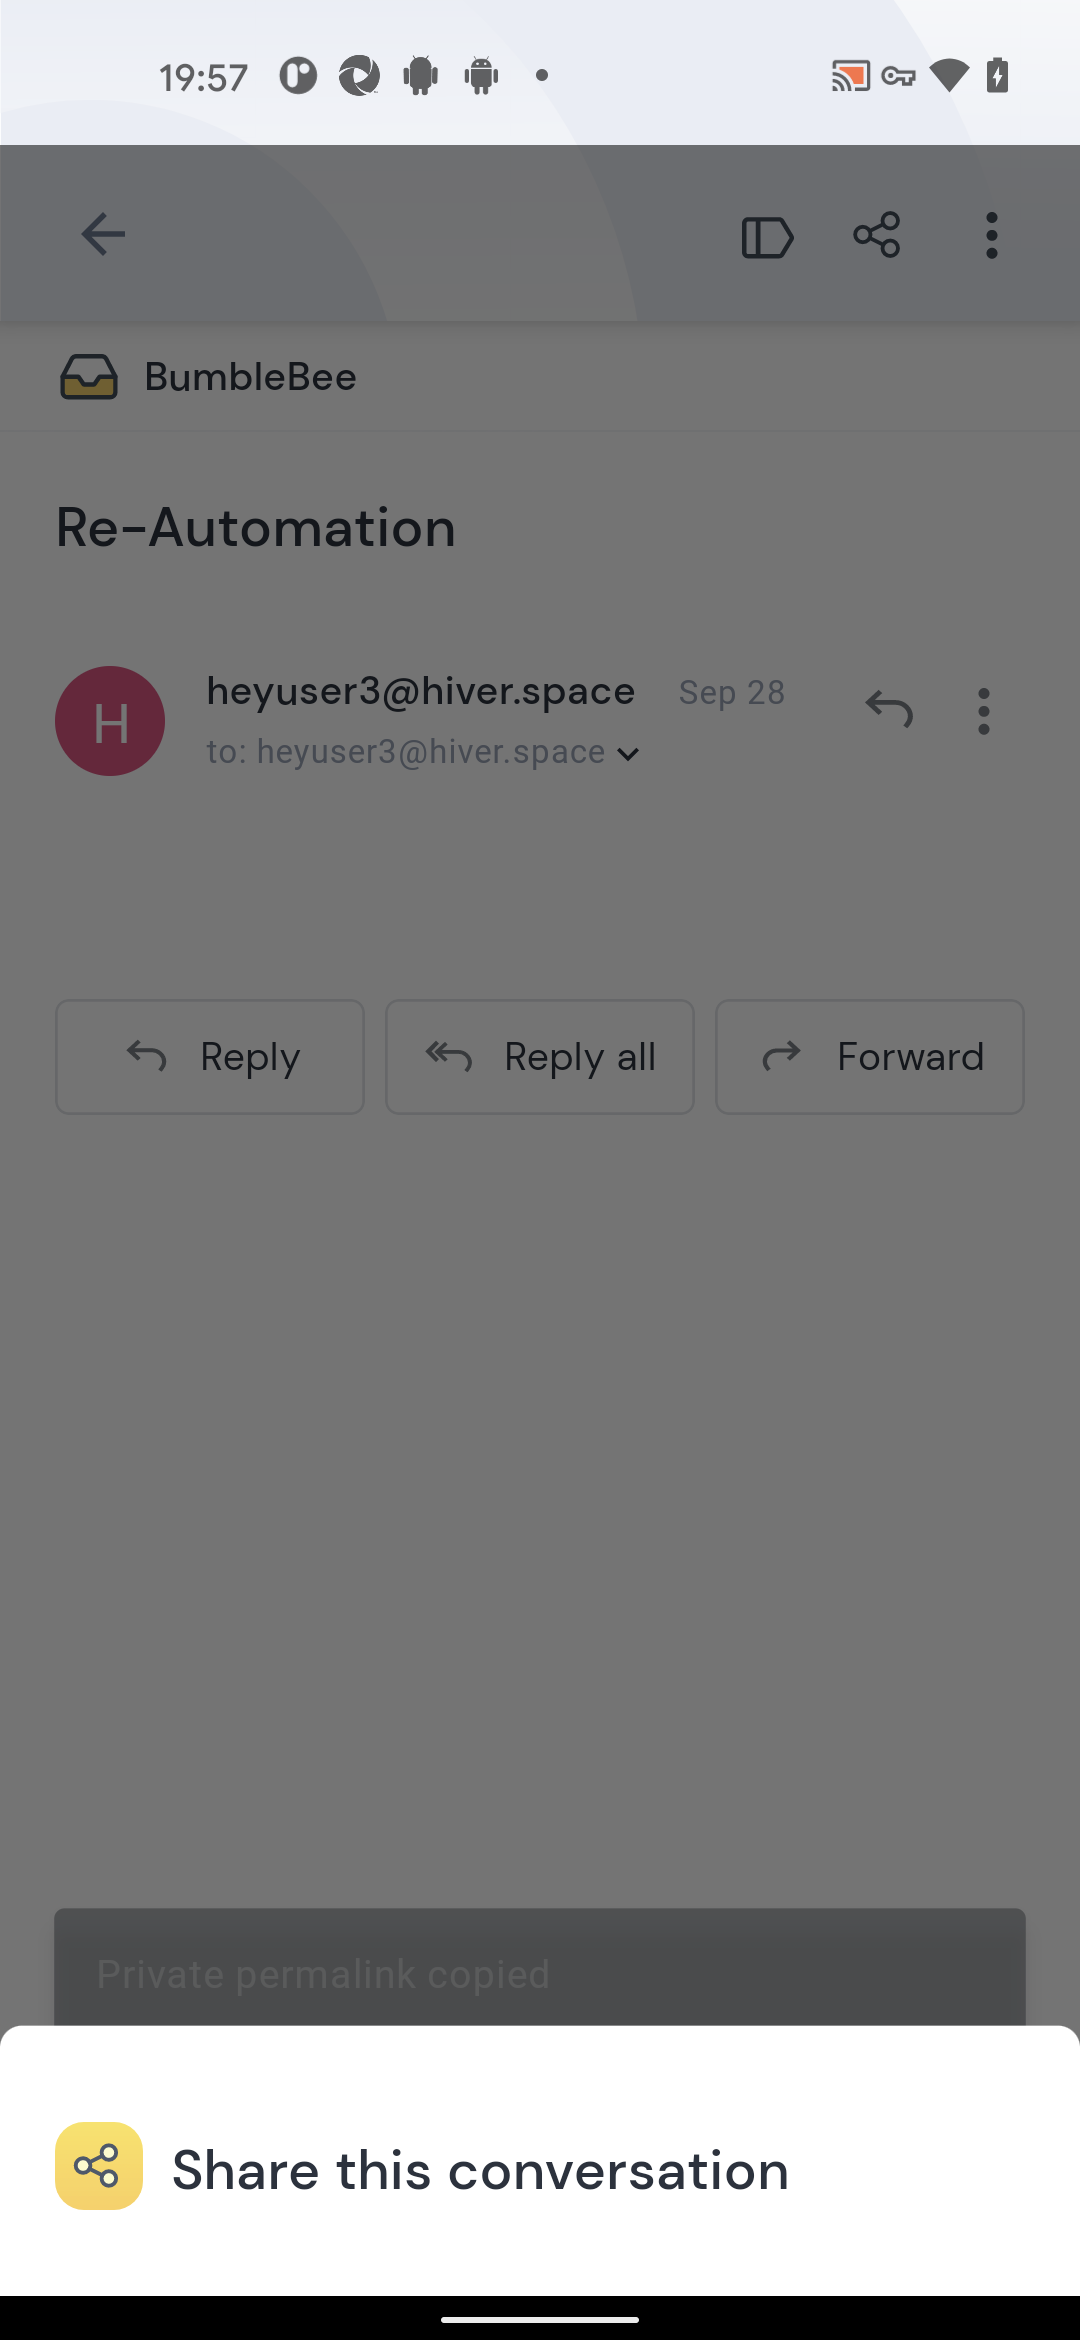 19:57
BumbleBee
Re-Automation
H
heyuser3@hiver.space Sep 28
to: heyuser3@hiver.space
Reply Reply all Forward
Private permalink copied
Share this conversation